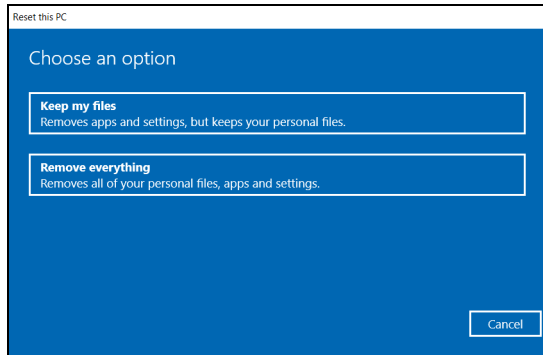 Reset this PC
Choose an option
Keep my files
Removes apps and settings, but keeps your personal files.
Remove everything
Removes all of your personal files, apps and settings.
Cancel